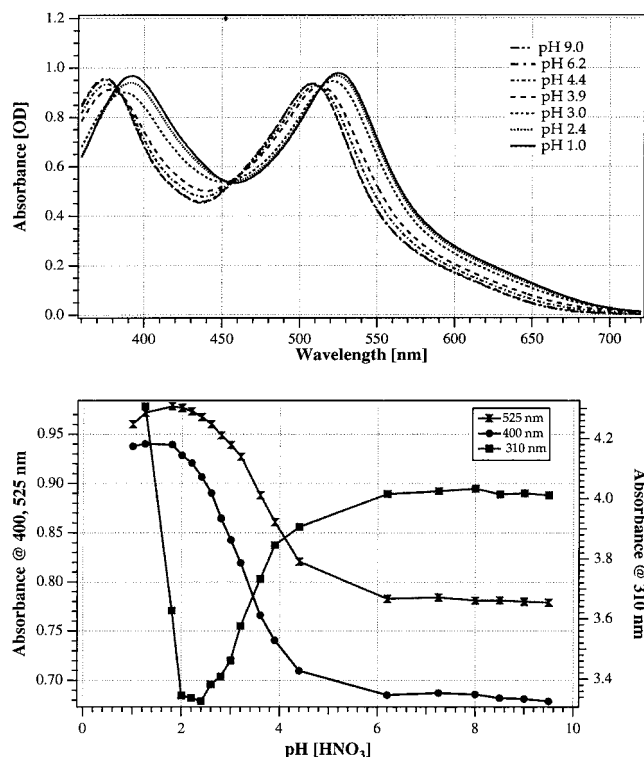 1.2
1.0
0.8
0.6
0.4
0.2
0.0
Absorbance [OD]
pH 9.0
pH 6.2
pH 4.4
pH 3.9
pH 3.0
pH 2.4
pH 1.0
400
450
500
550
600
650
700
Wavelength [nm]
0.95
0.90
0.85
0.80
0.75
0.70
Absorbance @ 400, 525 nm
525 nm
400 nm
310 nm
4.2
4.0
3.8
3.6
3.4
Absorbance @ 310 nm
0
2
4
6
8
10
pH [HNO₃]